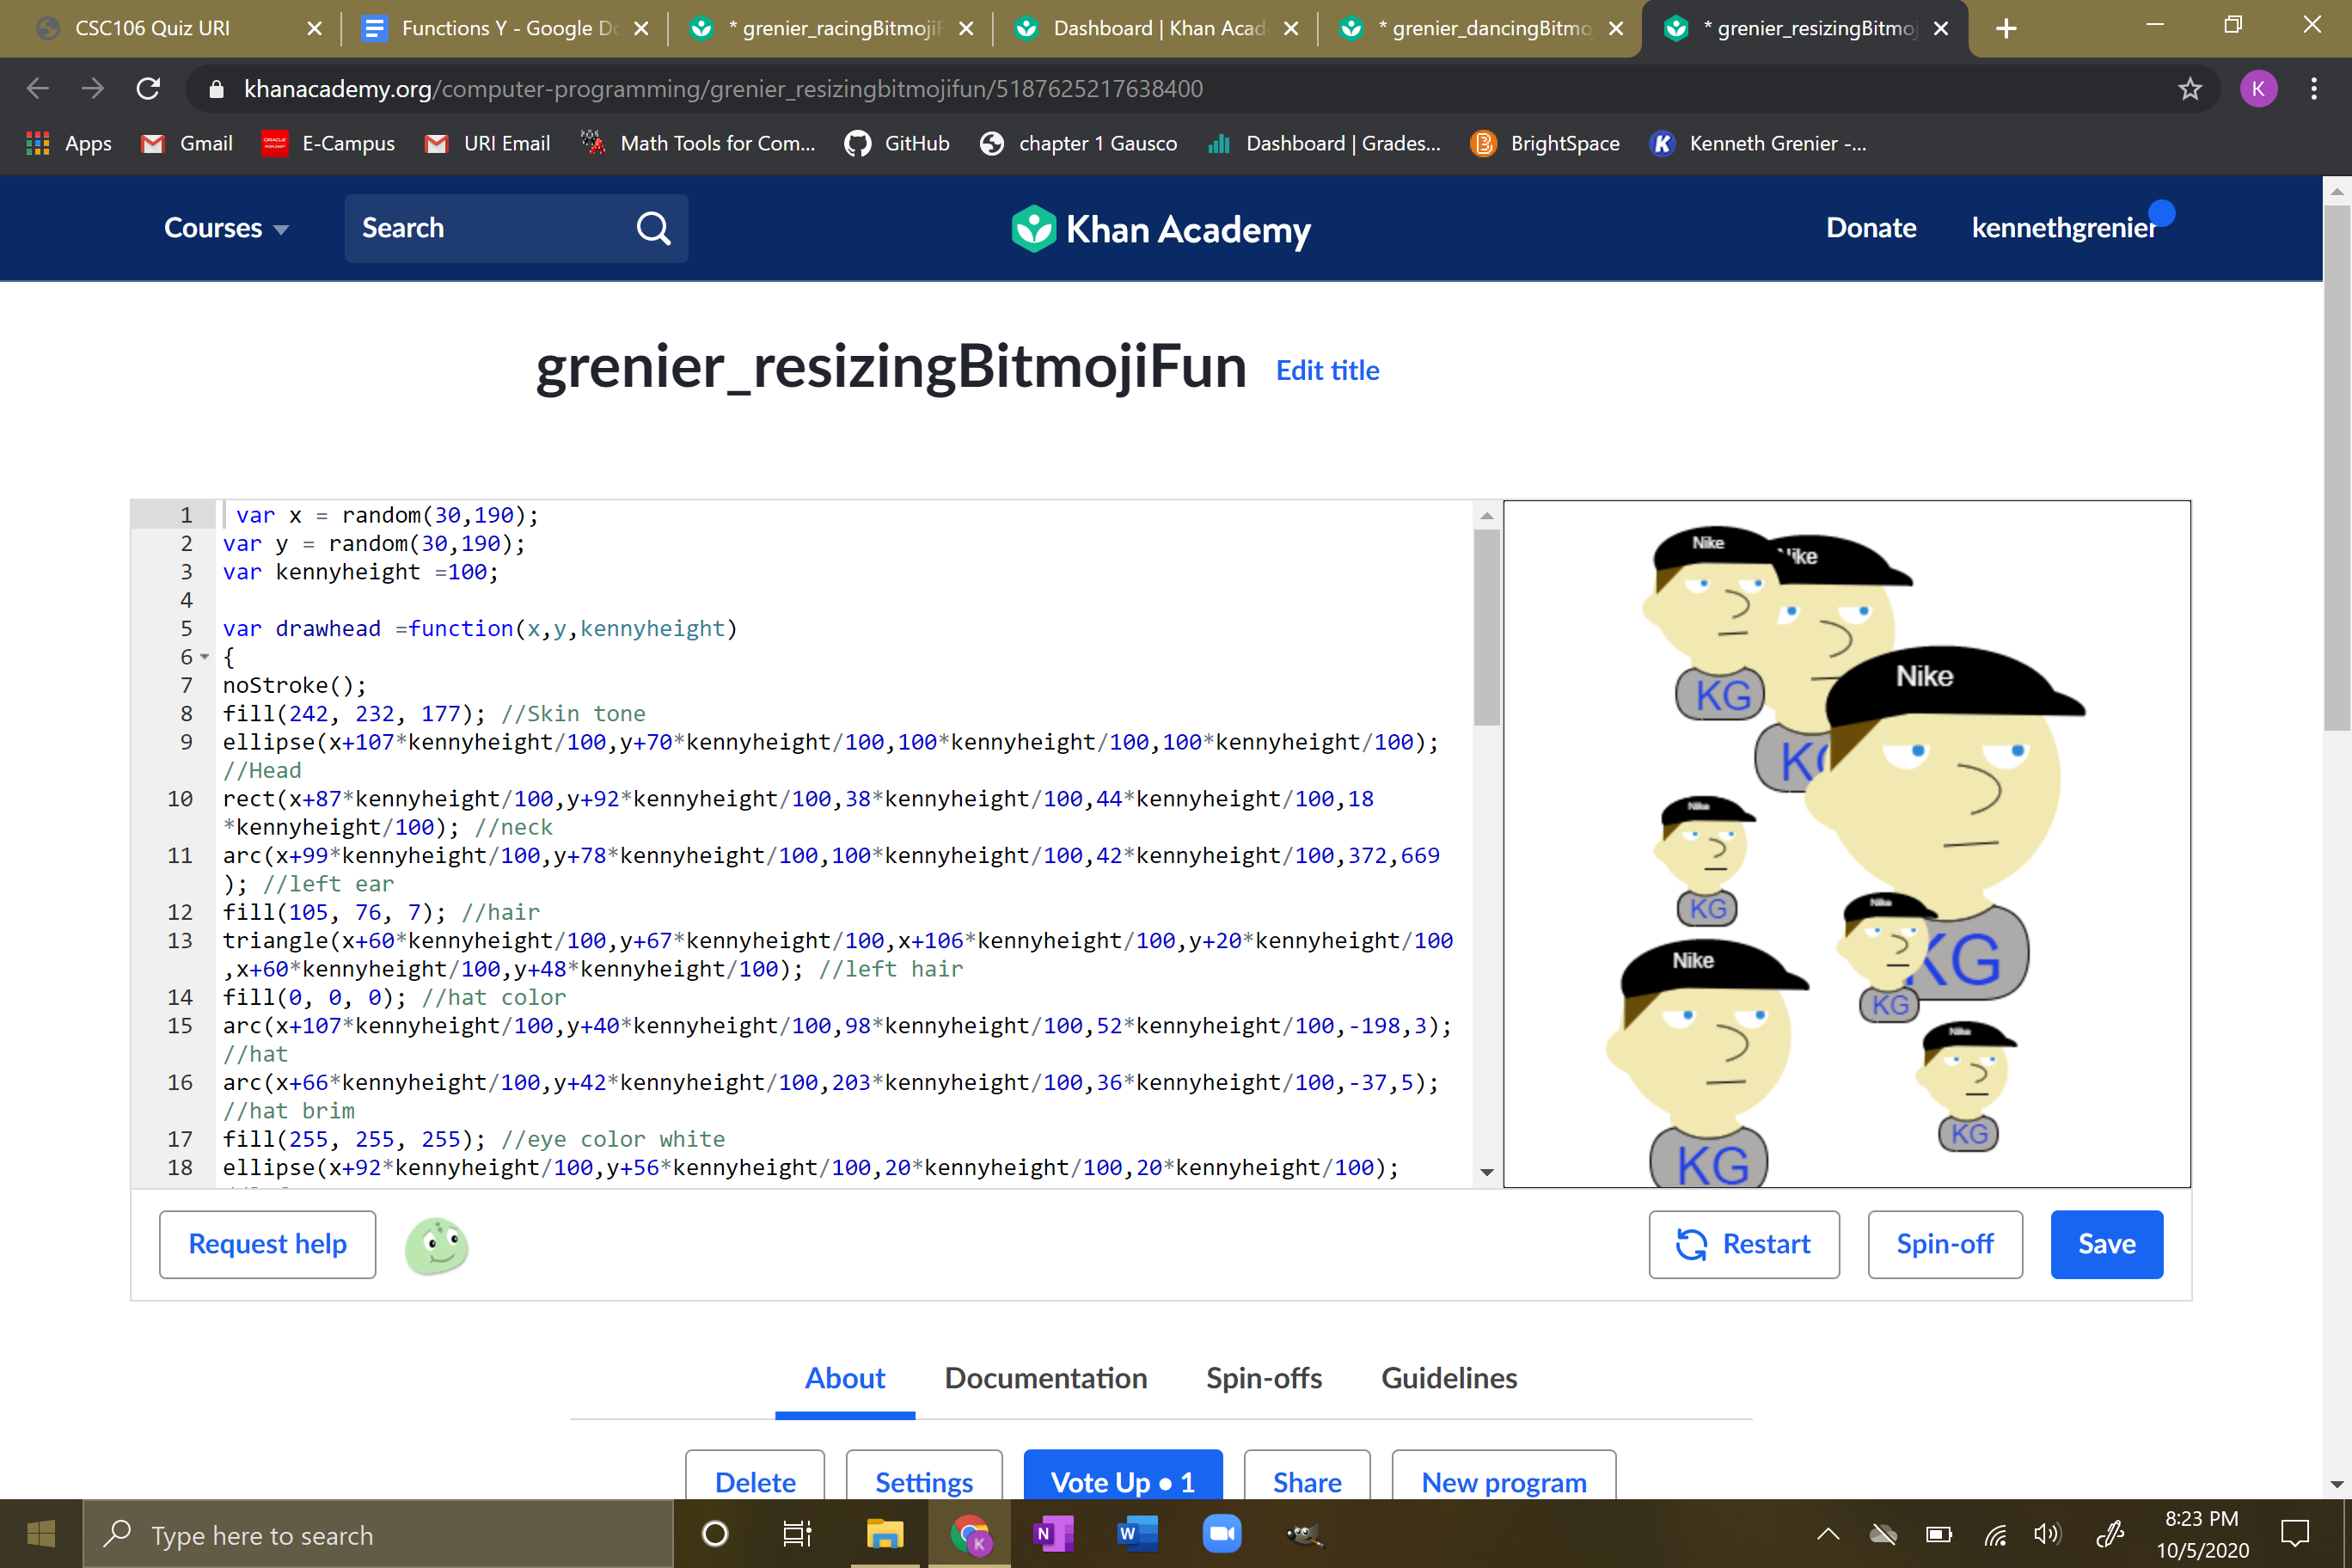 CSC106 Quiz URI
Functions Y - Google Do
* grenier_racingBitmojiF
Dashboard | Khan Acad
* grenier_dancingBitmo
* grenier_resizingBitmoj
khanacademy.org/computer-programming/grenier_resizingbitmojifun/5187625217638400
K
Apps
Gmail
E-Campus
URI Email
Math Tools for Com...
GitHub
chapter 1 Gausco
Dashboard | Grades...
BrightSpace
Kenneth Grenier -...
Courses
Search
Khan Academy
Donate
kennethgrenier
grenier_resizingBitmojiFun
Edit title
1 var x = random(30,190);
2 var y = random(30,190);
3 var kennyheight =100;
4
5 var drawhead =function(x,y,kennyheight)
6 {
7 noStroke();
8 fill(242, 232, 177); //Skin tone
9 ellipse(x+107*kennyheight/100,y+70*kennyheight/100,100*kennyheight/100,100*kennyheight/100);
//Head
10 rect(x+87*kennyheight/100,y+92*kennyheight/100,38*kennyheight/100,44*kennyheight/100,18
*kennyheight/100); //neck
11 arc(x+99*kennyheight/100,y+78*kennyheight/100,100*kennyheight/100,42*kennyheight/100,372,669
); //left ear
12 fill(105, 76, 7); //hair
13 triangle(x+60*kennyheight/100,y+67*kennyheight/100,x+106*kennyheight/100,y+20*kennyheight/100
,x+60*kennyheight/100,y+48*kennyheight/100); //left hair
14 fill(0, 0, 0); //hat color
15 arc(x+107*kennyheight/100,y+40*kennyheight/100,98*kennyheight/100,52*kennyheight/100,-198,3);
//hat
16 arc(x+66*kennyheight/100,y+42*kennyheight/100,203*kennyheight/100,36*kennyheight/100,-37,5);
//hat brim
17 fill(255, 255, 255); //eye color white
18 ellipse(x+92*kennyheight/100,y+56*kennyheight/100,20*kennyheight/100,20*kennyheight/100);
Nike
ike
KG
Nike
KG
Nike
KG
Nike
KG
Nike
KG
Nike
KG
Nike
KG
Request help
Restart
Spin-off
Save
About
Documentation
Spin-offs
Guidelines
Delete
Settings
Vote Up • 1
Share
New program
Type here to search
8:23 PM
10/5/2020